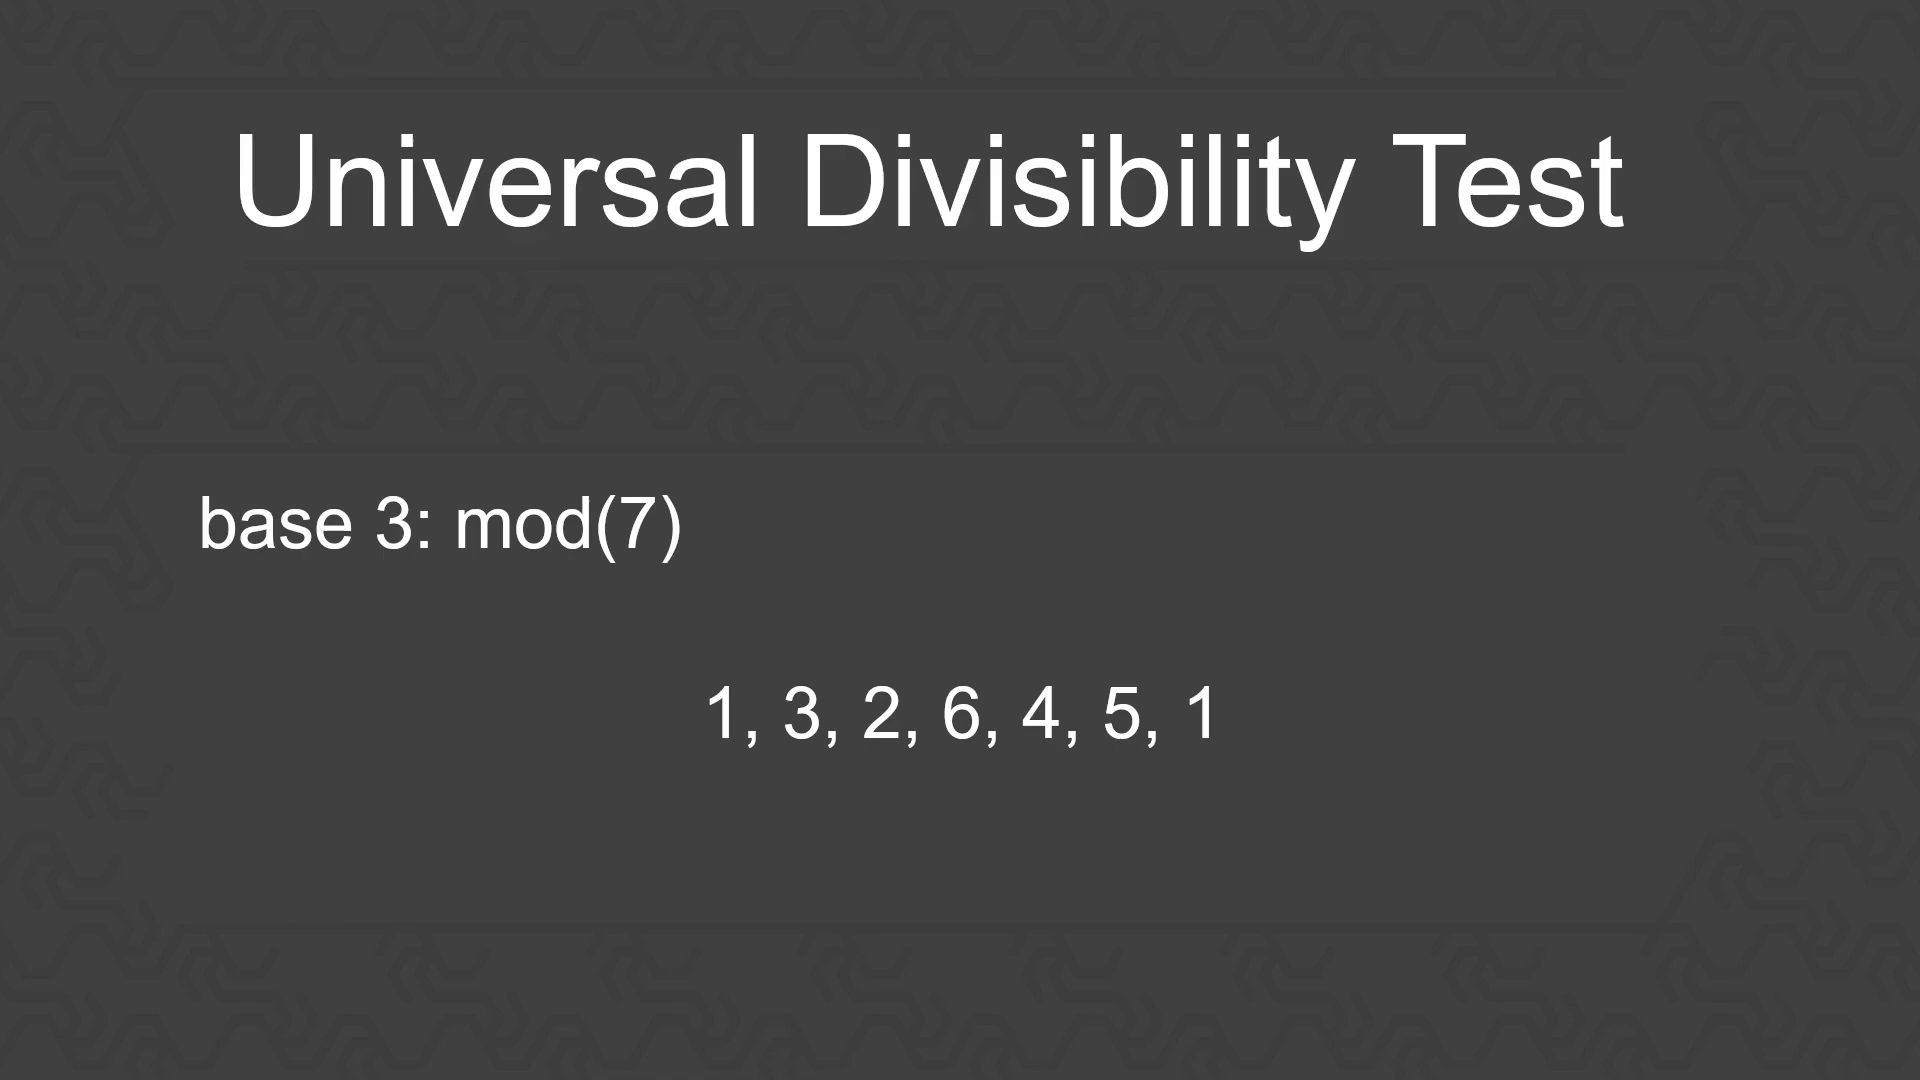 Universal Divisibility Test
base 3: mod(7)
1, 3, 2, 6, 4, 5, 1